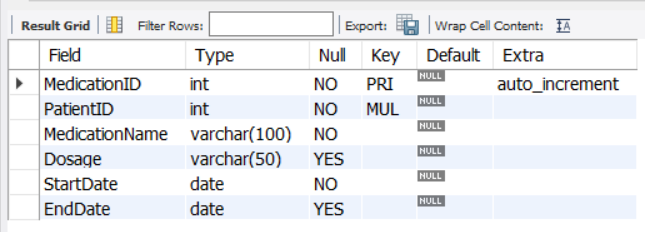 Result Grid Filter Rows: Export: Wrap Cell Content: IA
Field Type Null Key Default Extra
MedicationID int NO PRI NULL auto_increment
PatientID int NO MUL NULL
MedicationName varchar(100) NO NULL
Dosage varchar(50) YES NULL
StartDate date NO NULL
EndDate date YES NULL